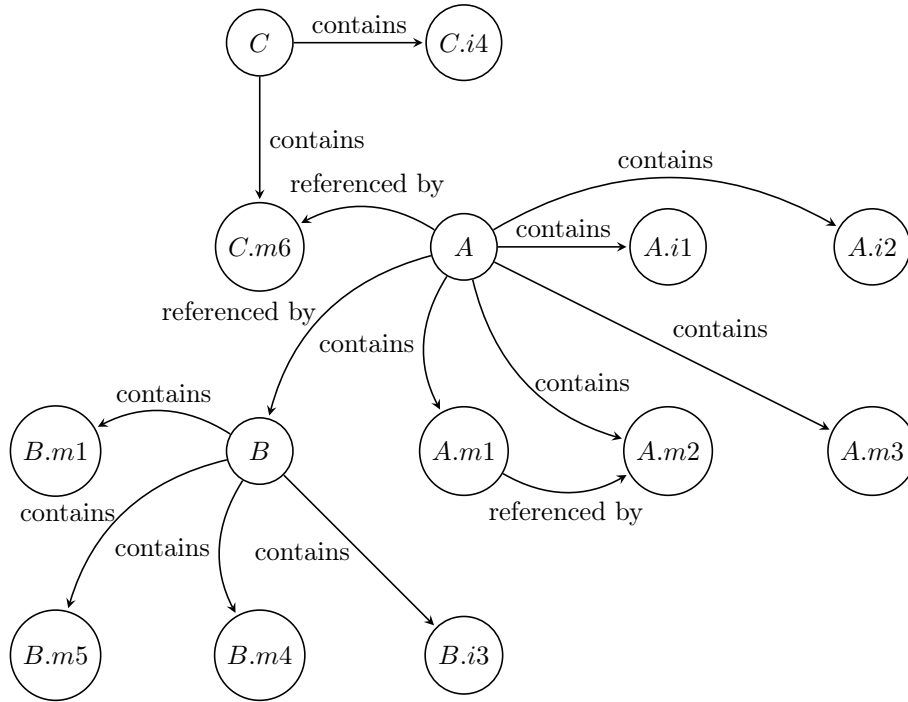 C
contains
C.i4
contains
contains
referenced by
C.m6
A
contains
A.i1
A.i2
referenced by
contains
contains
contains
contains
B.m1
B
A.m1
A.m2
A.m3
contains
referenced by
contains
contains
B.m5
B.m4
B.i3